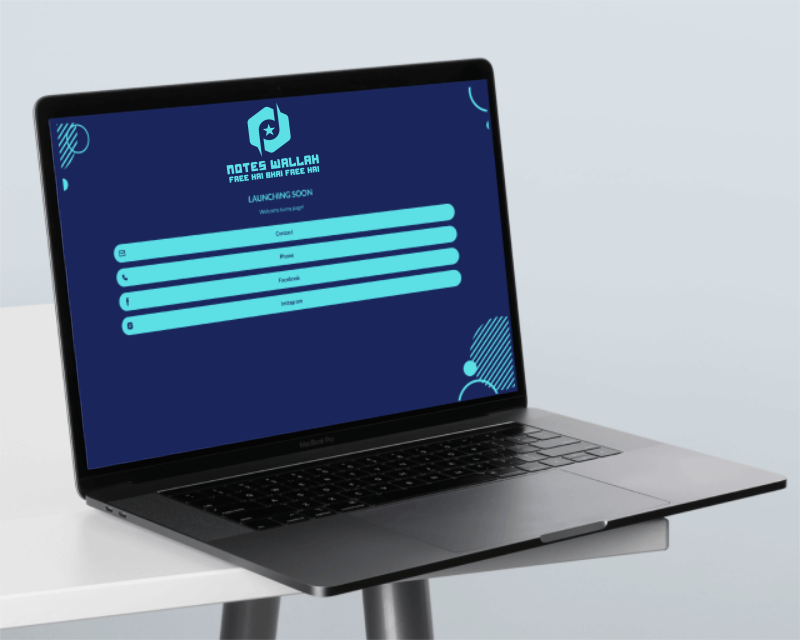 NOTES WALLAH
FREE HAI BHAI FREE HAI
LAUNCHING SOON
Welcome to my page!
Contact
Phone
Facebook
Instagram
MacBook Pro